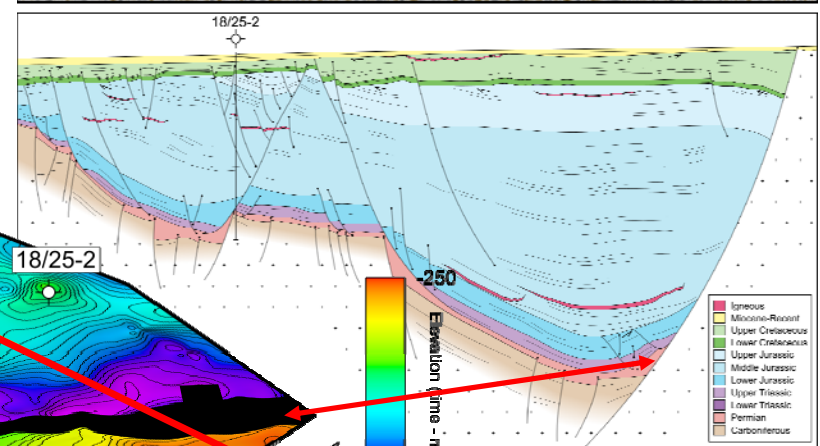 18/25-2
18/25-2
-250
Elevation (time -
Igneous
Miocene-Recent
Upper Cretaceous
Lower Cretaceous
Upper Jurassic
Middle Jurassic
Lower Jurassic
Upper Triassic
Lower Triassic
Permian
Carboniferous